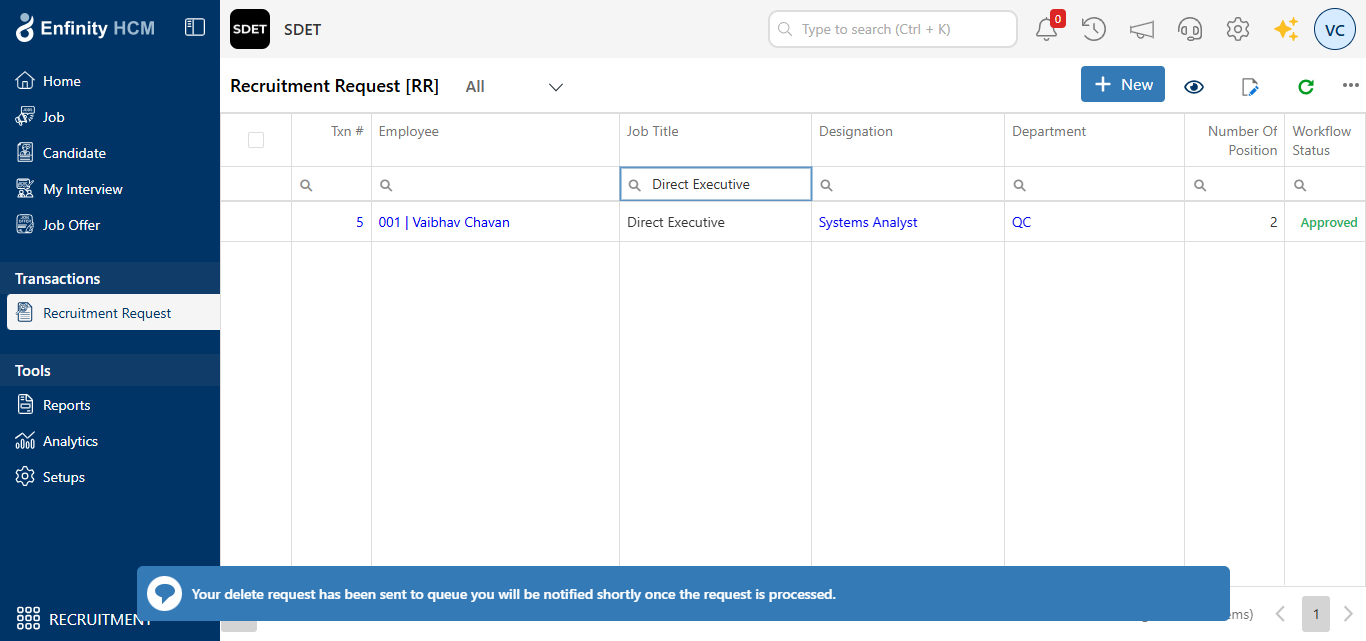 Enfinity HCM
SDET
SDET
Type to search (Ctrl + K)
0
VC
Home
Job
Candidate
My Interview
Job Offer
Transactions
Recruitment Request
Tools
Reports
Analytics
Setups
RECRUITMENT
Recruitment Request [RR]
All
New
Txn #
Employee
Job Title
Designation
Department
Number Of
Position
Workflow
Status
Direct Executive
5
001 | Vaibhav Chavan
Direct Executive
Systems Analyst
QC
2
Approved
Your delete request has been sent to queue you will be notified shortly once the request is processed.
1